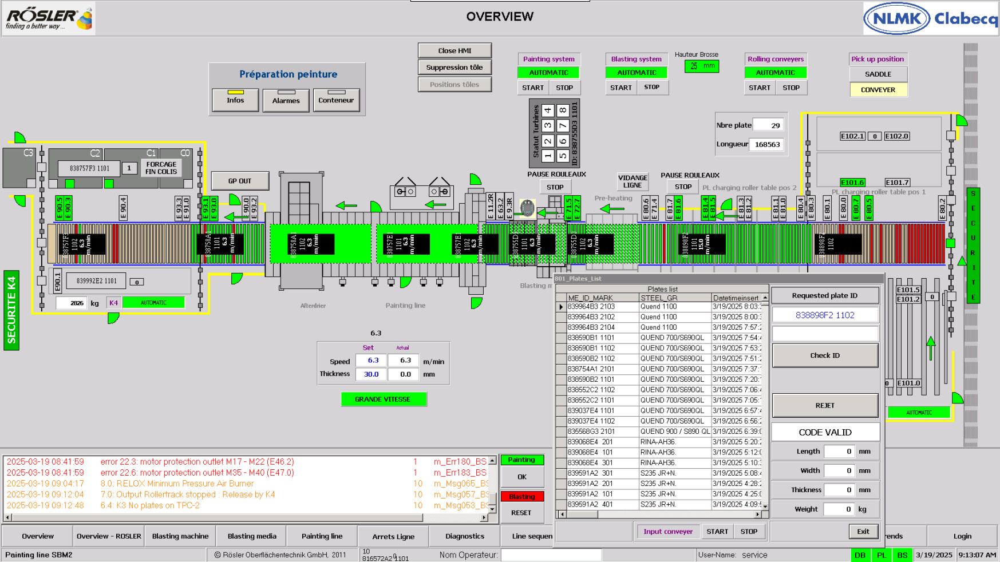 RÖSLER
finding a better way...
OVERVIEW
NLMK Clabecq
Close HMI
Suppression tôle
Positions tôles
Préparation peinture
Infos
Alarmes
Conteneur
Painting system
AUTOMATIC
START STOP
Blasting system
AUTOMATIC
START STOP
Hauteur Brosse
25 mm
Rolling conveyers
AUTOMATIC
START STOP
Pick up position
SADDLE
CONVEYER
Statut Turbines
1 2 3 4
5 6 7 8
ID: 838755D3 1101
Nbre plate 29
Longueur 168563
E102.1 0 E102.0
E101.6 E101.7
PL charging roller table pos 1
C3 C2 C1 C0
838757F3 1101 1
FORCAGE
FIN COLIS
GP OUT
PAUSE ROULEAUX
STOP
VIDANGE
LIGNE
PAUSE ROULEAUX
STOP
PL charging roller table pos 2
Pre-heating
E 90.5
E 90.3
E 90.4
E 93.3
E 91.0
E 93.1
E 93.0
E 90.0
E 93.2
E 11.2R
E 63.2
E 9.3R
E 71.5
E 72.7
E 80.6
E 71.4
E 81.7
E 81.6
E 81.4
E 81.5
E 81.3
E 81.2
E 81.1
E 81.0
E 80.4
E 80.3
E 80.1
E 80.0
E 80.7
E 80.5
E 80.2
1102
6.3
m/min
838758A1
1101
6.3
m/min
838758A1
1102
6.3
m/min
838757E
1101
6.3
m/min
838757E1
1102
6.3
m/min
1101
6.3
m/min
1102
6.3
m/min
838898F2
1101
15.0
m/min
1102
SECURITE
SECURITE K4
E90.1
839992E2 1101 0
2826 kg K4 AUTOMATIC
Afterdrier
Painting line
Blasting m
6.3
Set Actual
Speed 6.3 6.3 m/min
Thickness 30.0 0.0 mm
GRANDE VITESSE
801_Plates_List
Plates list
ME_ID_MARK STEEL_GR Datetimeinsert
839964B3 2103 Quend 1100 3/19/2025 8:03:3
839964B3 2102 Quend 1100 3/19/2025 8:00:3
839964B3 2104 Quend 1100 3/19/2025 7:57:2
838590B1 1101 QUEND 700/S690QL 3/19/2025 7:54:4
838590B1 1102 QUEND 700/S690QL 3/19/2025 7:53:2
838590B2 1102 QUEND 700/S690QL 3/19/2025 7:51:2
838754A1 2101 QUEND 700/S690QL 3/19/2025 7:37:
838590B2 1101 QUEND 700/S690QL 3/19/2025 7:20:
838552C2 1102 QUEND 700/S690QL 3/19/2025 7:06:4
838552C2 1101 QUEND 700/S690QL 3/19/2025 7:05:
839037E4 1101 QUEND 700/S690QL 3/19/2025 6:57:4
839037E4 1102 QUEND 700/S690QL 3/19/2025 6:56:2
835568G3 2101 QUEND 900 / S890 QL 3/19/2025 6:39:0
839068E4 201 RINA-AH36. 3/19/2025 5:20:2
839068E4 101 RINA-AH36. 3/19/2025 5:12:0
839068E4 301 RINA-AH36. 3/19/2025 5:10:3
839591A2 301 S235 JR+N. 3/19/2025 5:08:4
839591A2 201 S235 JR+N. 3/19/2025 4:28:2
839591A2 101 S235 JR+N. 3/19/2025 4:25:0
839591A2 401 S235 JR+N. 3/19/2025 4:09:5
Requested plate ID
838898F2 1102
Check ID
REJET
CODE VALID
Length 0 mm
Width 0 mm
Thickness 0 mm
Weight 0 kg
Input conveyer START STOP
Exit
E101.5
E101.2 0
0 E101.0
AUTOMATIC
2025-03-19 08:41:59 error 22.3: motor protection outlet M17 - M22 (E46.2) 1 m_Err180_BS
2025-03-19 08:41:59 error 22.6: motor protection outlet M35 - M40 (E47.0) 1 m_Err183_BS
2025-03-19 09:04:17 8.0: RELOX Minimum Pressure Air Burner 10 m_Msg065_BS
2025-03-19 09:12:04 7.0: Output Rollertrack stopped : Release by K4 10 m_Msg057_BS
2025-03-19 09:12:48 6.4: K3 No plates on TPC-2 10 m_Msg053_BS
Painting
OK
Blasting
RESET
Overview
Overview - ROSLER
Blasting machine
Blasting media
Painting line
Arrets Ligne
Diagnostics
Line sequen
rends
Login
Painting line SBM2
© Rösler Oberflächentechnik GmbH, 2011
10
816572A2 1101
0
Nom Operateur:
User-Name: service
DB PL BS 3/19/2025 9:13:07 AM